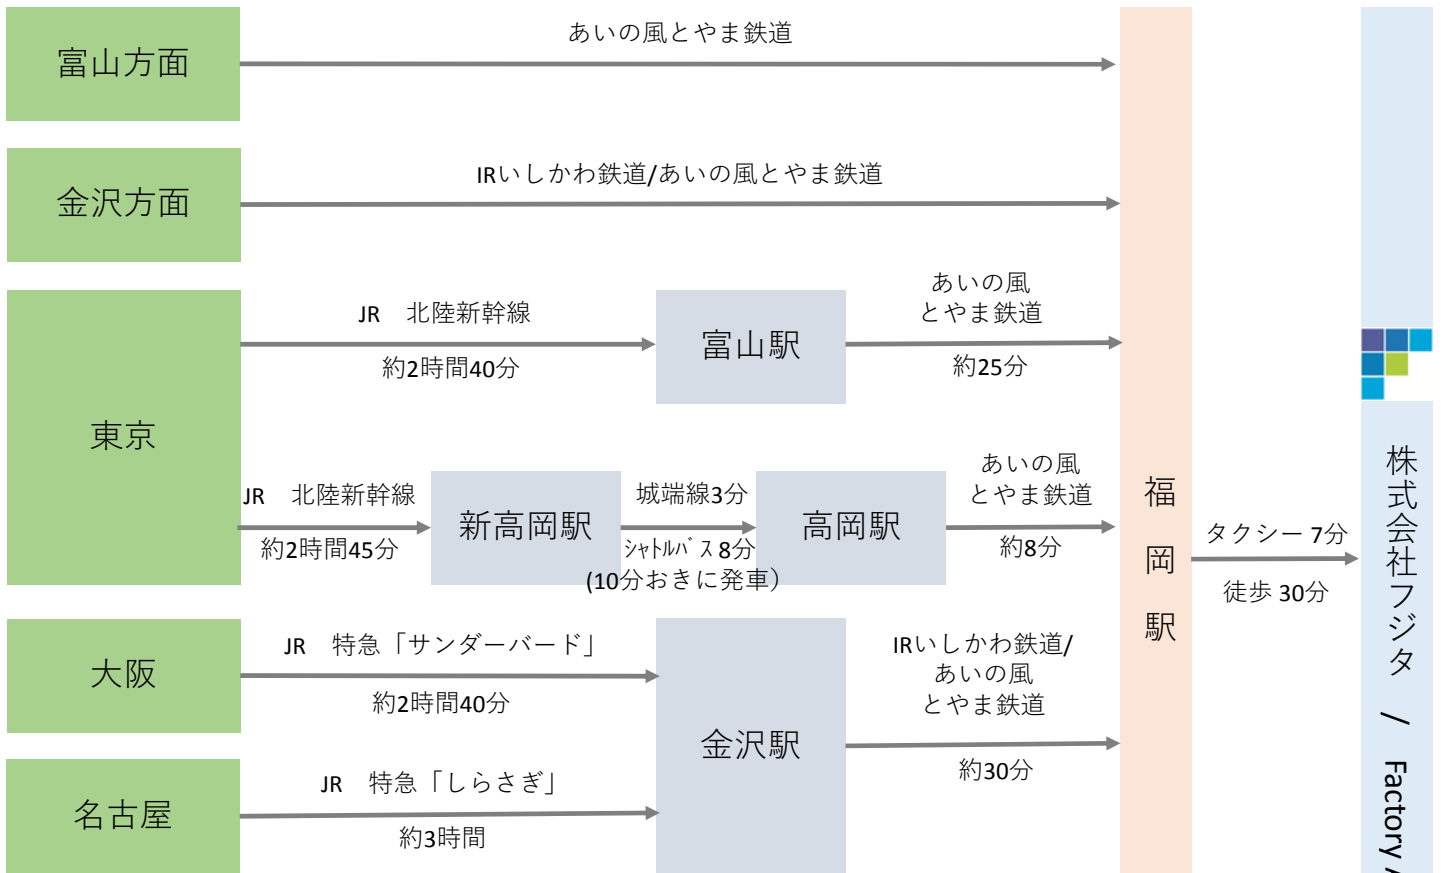 富山方面
あいの風とやま鉄道
金沢方面
IRいしかわ鉄道/あいの風とやま鉄道
東京
JR　北陸新幹線
約2時間40分
富山駅
あいの風
とやま鉄道
約25分
JR　北陸新幹線
約2時間45分
新高岡駅
城端線3分
ｼｬﾄﾙﾊﾞｽ 8分
(10分おきに発車）
高岡駅
あいの風
とやま鉄道
約8分
大阪
JR　特急「サンダーバード」
約2時間40分
名古屋
JR　特急「しらさぎ」
約3時間
金沢駅
IRいしかわ鉄道/
あいの風
とやま鉄道
約30分
福岡駅
タクシー 7分
徒歩 30分
株式会社フジタ　/　Factory